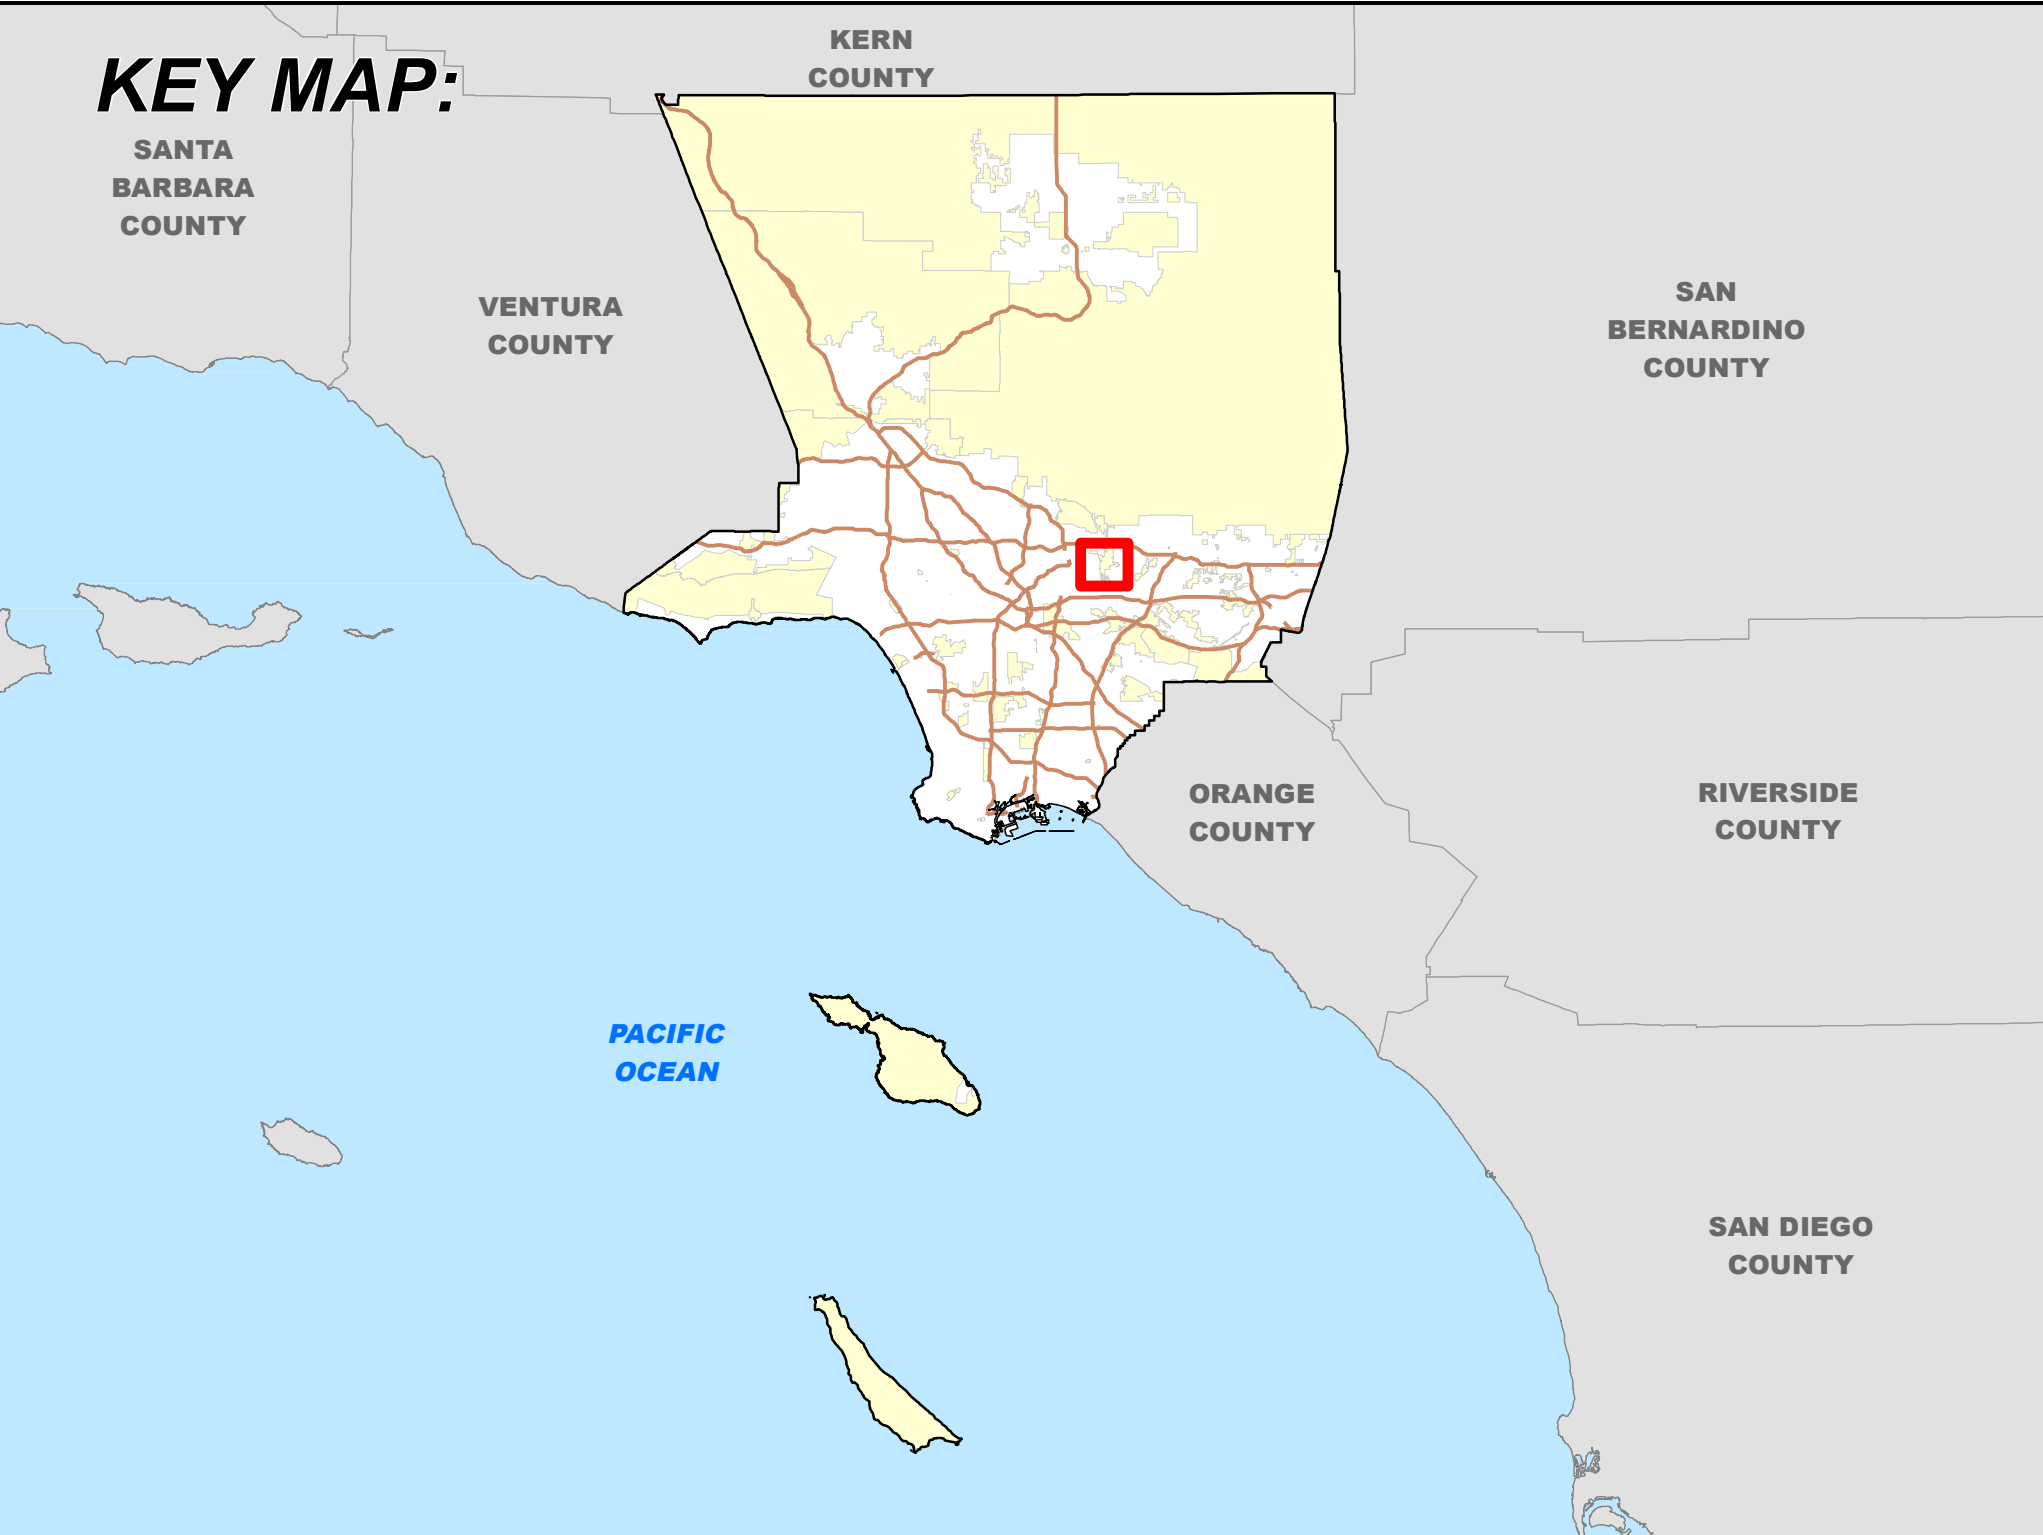 KEY MAP:
KERN
COUNTY
SANTA
BARBARA
COUNTY
VENTURA
COUNTY
SAN
BERNARDINO
COUNTY
ORANGE
COUNTY
RIVERSIDE
COUNTY
PACIFIC
OCEAN
SAN DIEGO
COUNTY